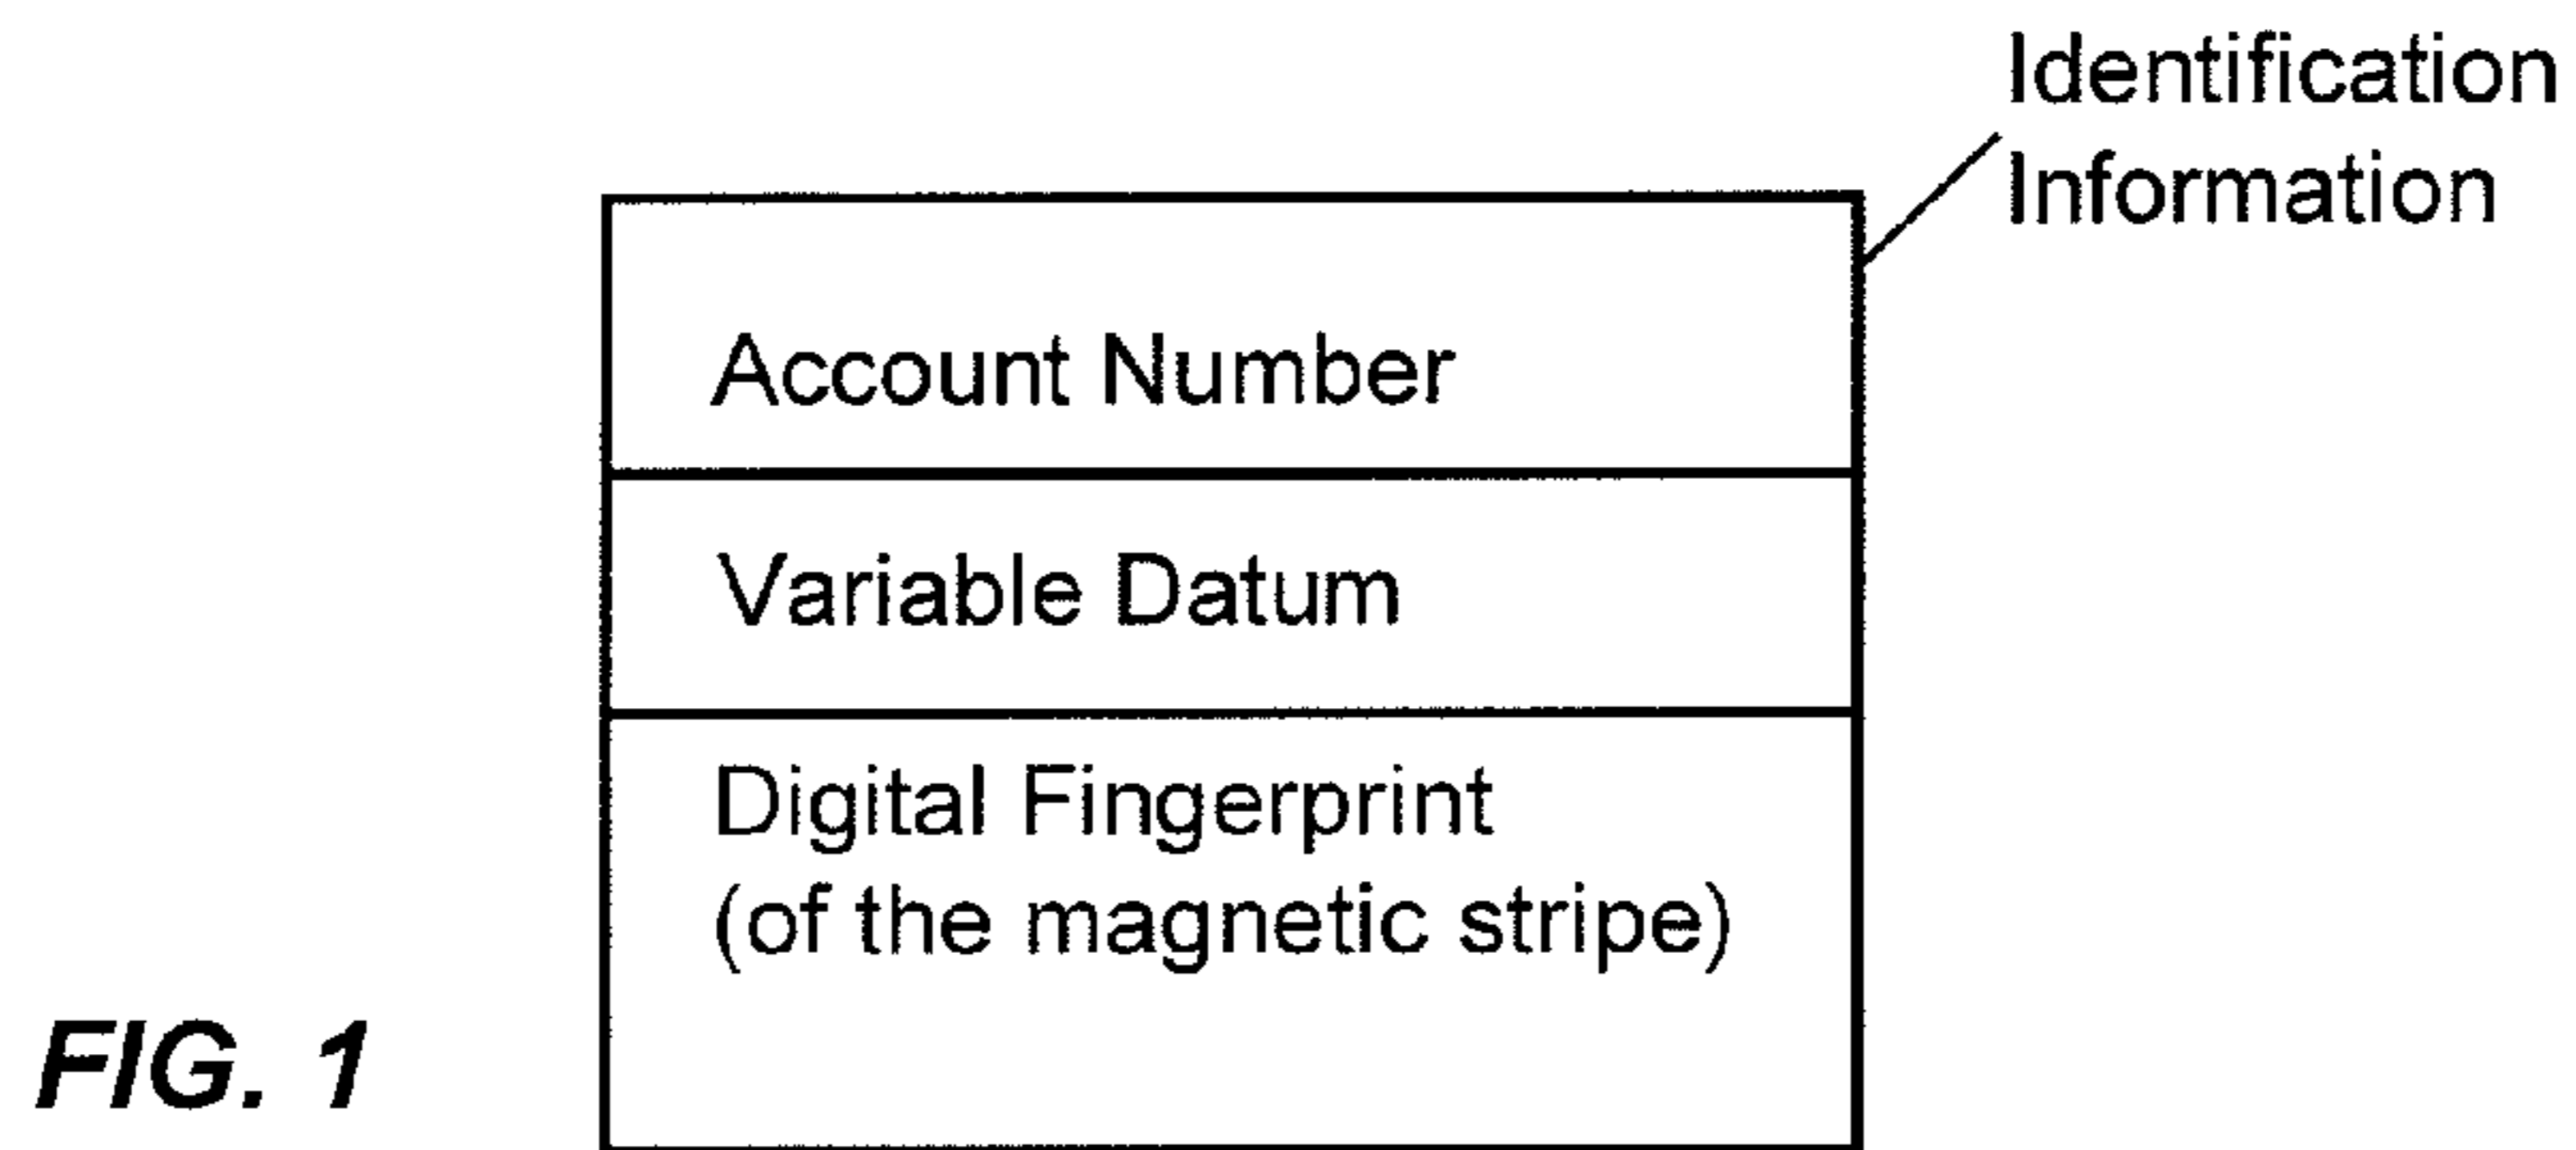 Identification
Information
Account Number
Variable Datum
Digital Fingerprint
(of the magnetic stripe)
FIG. 1